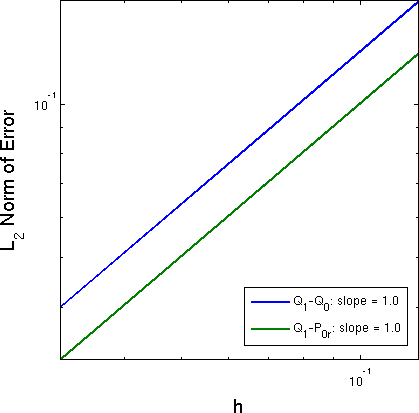 10⁻¹
L₂ Norm of Error
Q₁-Q₀: slope = 1.0
Q₁-P₀ᵣ: slope = 1.0
10⁻¹
h